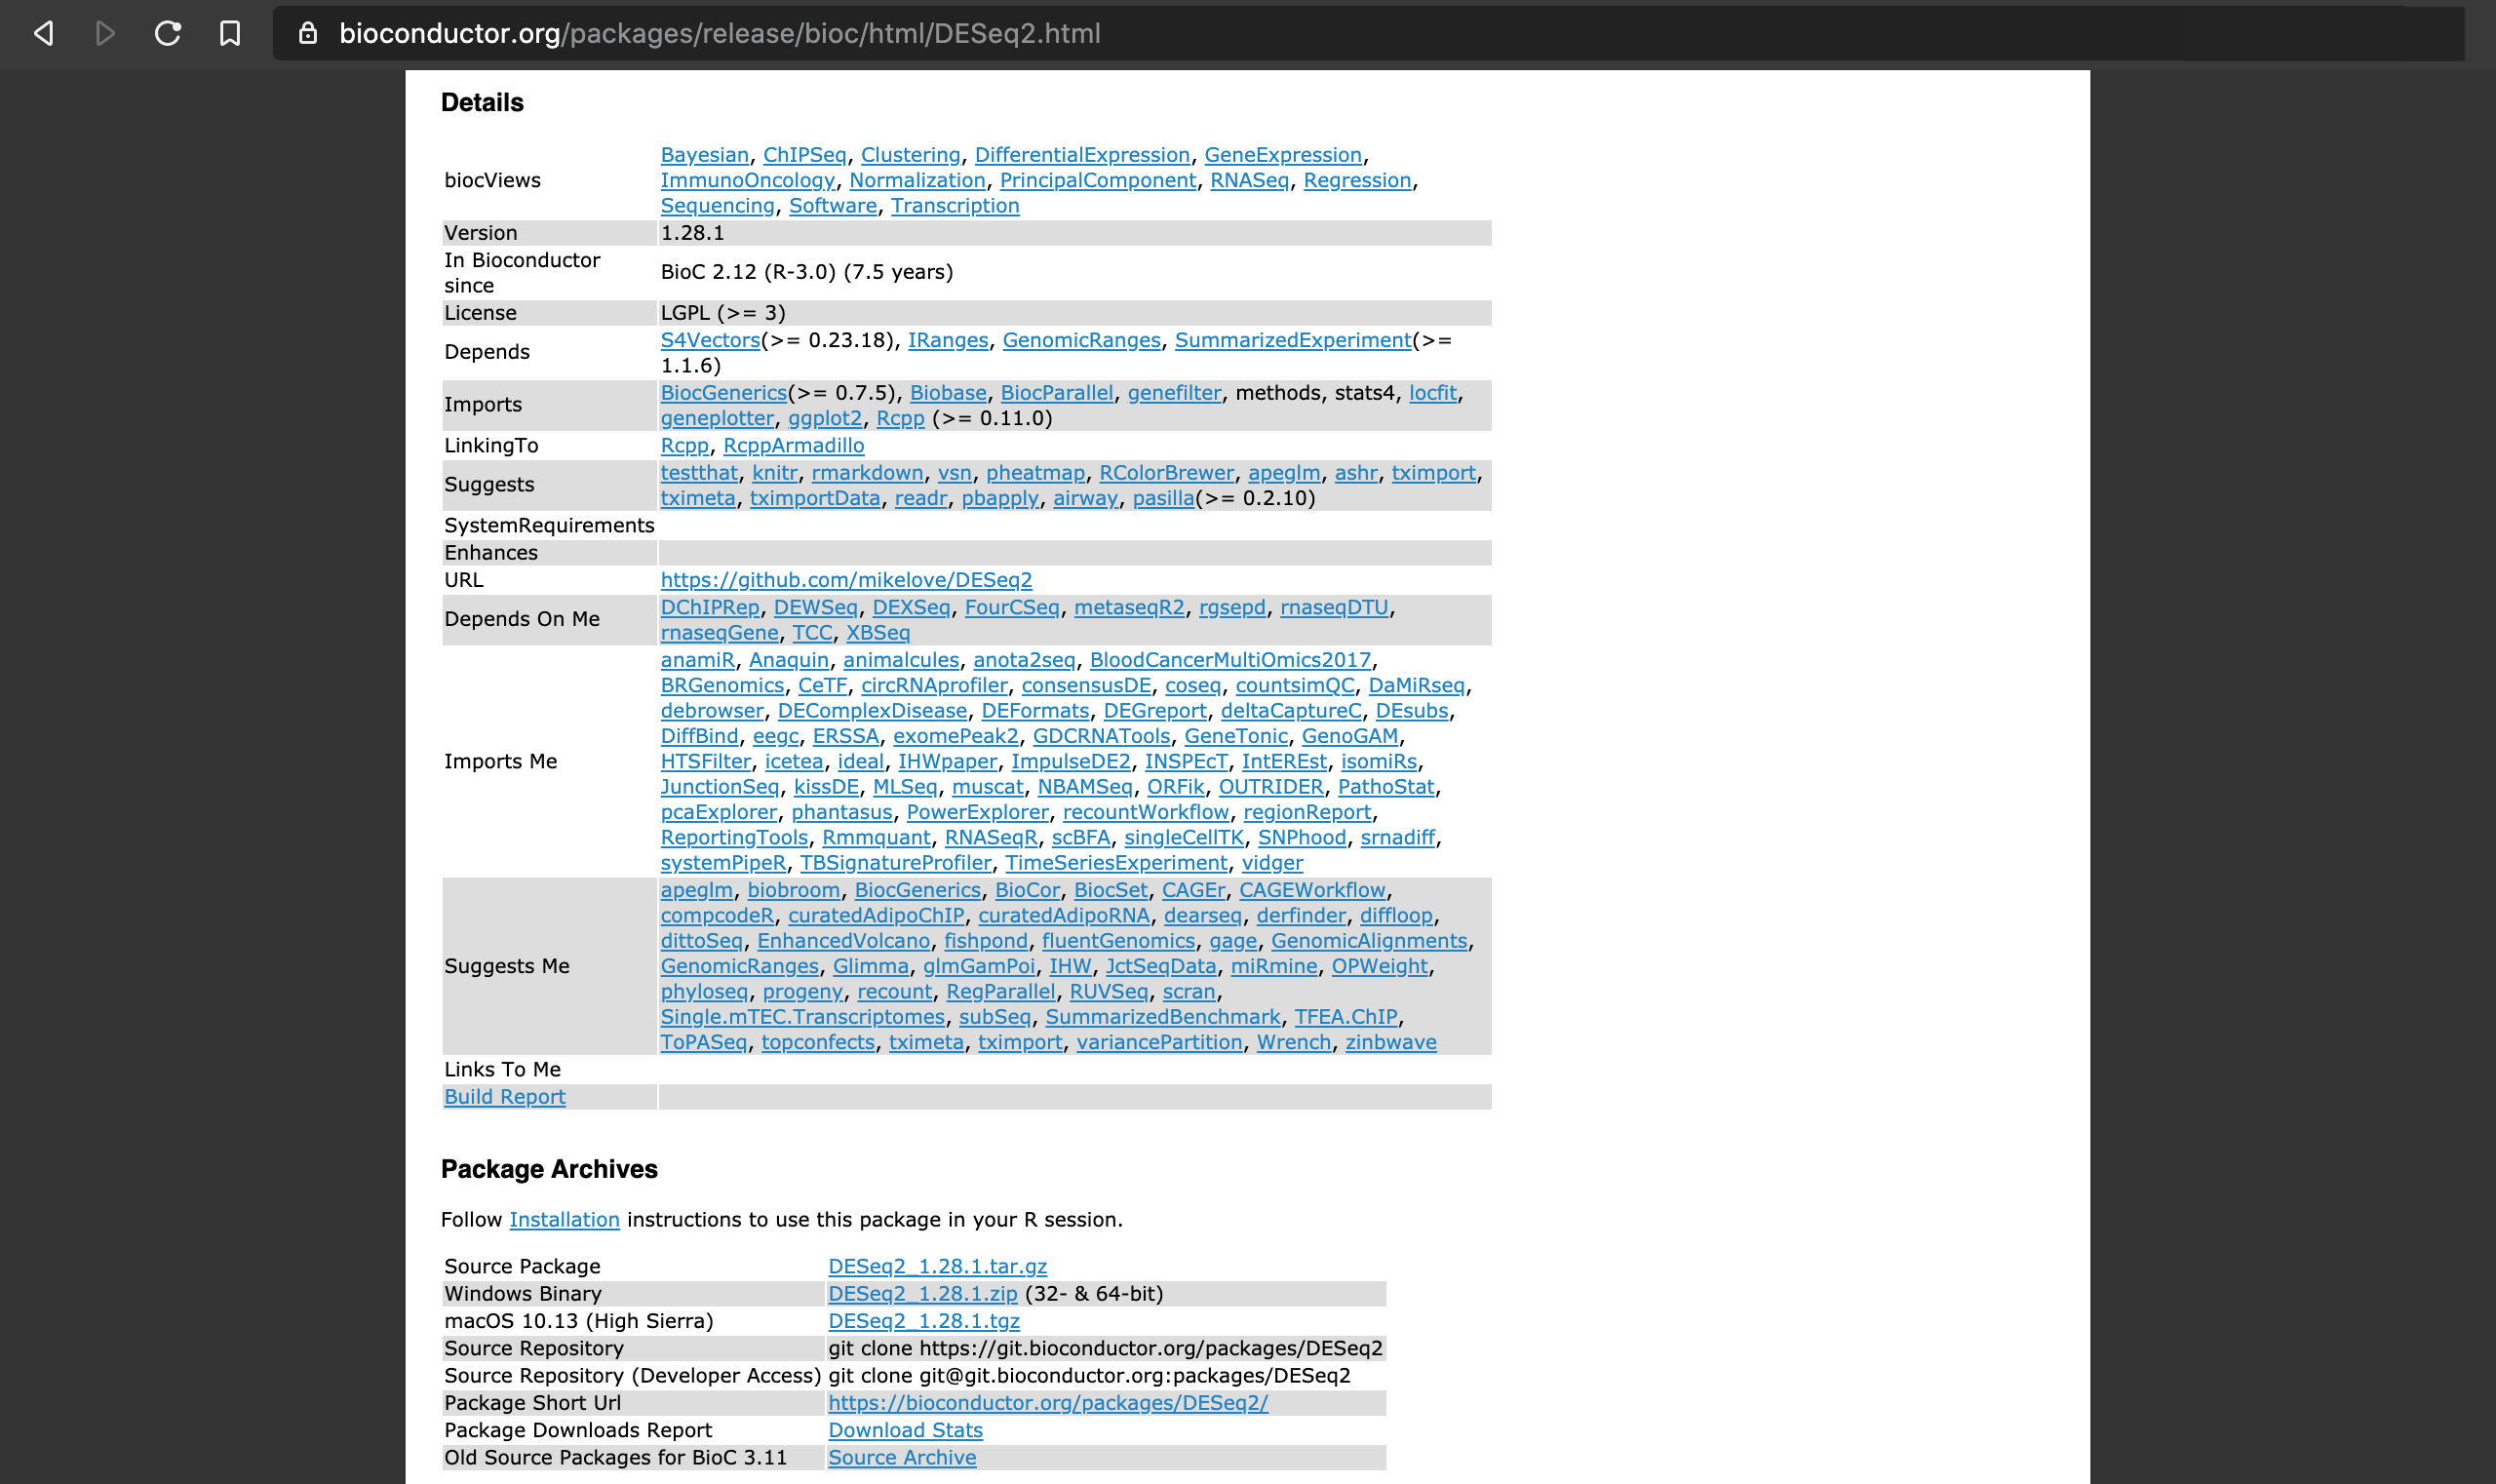 bioconductor.org/packages/release/bioc/html/DESeq2.html
Details
biocViews
Bayesian, ChIPSeq, Clustering, DifferentialExpression, GeneExpression,
ImmunoOncology, Normalization, PrincipalComponent, RNASeq, Regression,
Sequencing, Software, Transcription
Version 1.28.1
In Bioconductor
since
BioC 2.12 (R-3.0) (7.5 years)
License LGPL (>= 3)
Depends
S4Vectors(>= 0.23.18), IRanges, GenomicRanges, SummarizedExperiment(>=
1.1.6)
Imports
BiocGenerics(>= 0.7.5), Biobase, BiocParallel, genefilter, methods, stats4, locfit,
geneplotter, ggplot2, Rcpp (>= 0.11.0)
LinkingTo Rcpp, RcppArmadillo
Suggests
testthat, knitr, rmarkdown, vsn, pheatmap, RColorBrewer, apeglm, ashr, tximport,
tximeta, tximportData, readr, pbapply, airway, pasilla(>= 0.2.10)
SystemRequirements
Enhances
URL https://github.com/mikelove/DESeq2
Depends On Me
DChIPRep, DEWSeq, DEXSeq, FourCSeq, metaseqR2, rgsepd, rnaseqDTU,
rnaseqGene, TCC, XBSeq
Imports Me
anamiR, Anaquin, animalcules, anota2seq, BloodCancerMultiOmics2017,
BRGenomics, CeTF, circRNAprofiler, consensusDE, coseq, countsimQC, DaMiRseq,
debrowser, DEComplexDisease, DEFormats, DEGreport, deltaCaptureC, DEsubs,
DiffBind, eegc, ERSSA, exomePeak2, GDCRNATools, GeneTonic, GenoGAM,
HTSFilter, icetea, ideal, IHWpaper, ImpulseDE2, INSPEcT, IntEREst, isomiRs,
JunctionSeq, kissDE, MLSeq, muscat, NBAMSeq, ORFik, OUTRIDER, PathoStat,
pcaExplorer, phantasus, PowerExplorer, recountWorkflow, regionReport,
ReportingTools, Rmmquant, RNASeqR, scBFA, singleCellTK, SNPhood, srnadiff,
systemPipeR, TBSignatureProfiler, TimeSeriesExperiment, vidger
Suggests Me
apeglm, biobroom, BiocGenerics, BioCor, BiocSet, CAGEr, CAGEWorkflow,
compcodeR, curatedAdipoChIP, curatedAdipoRNA, dearseq, derfinder, diffloop,
dittoSeq, EnhancedVolcano, fishpond, fluentGenomics, gage, GenomicAlignments,
GenomicRanges, Glimma, glmGamPoi, IHW, JctSeqData, miRmine, OPWeight,
phyloseq, progeny, recount, RegParallel, RUVSeq, scran,
Single.mTEC.Transcriptomes, subSeq, SummarizedBenchmark, TFEA.ChIP,
ToPASeq, topconfects, tximeta, tximport, variancePartition, Wrench, zinbwave
Links To Me
Build Report
Package Archives
Follow Installation instructions to use this package in your R session.
Source Package DESeq2_1.28.1.tar.gz
Windows Binary DESeq2_1.28.1.zip (32- & 64-bit)
macOS 10.13 (High Sierra) DESeq2_1.28.1.tgz
Source Repository git clone https://git.bioconductor.org/packages/DESeq2
Source Repository (Developer Access) git clone git@git.bioconductor.org:packages/DESeq2
Package Short Url https://bioconductor.org/packages/DESeq2/
Package Downloads Report Download Stats
Old Source Packages for BioC 3.11 Source Archive